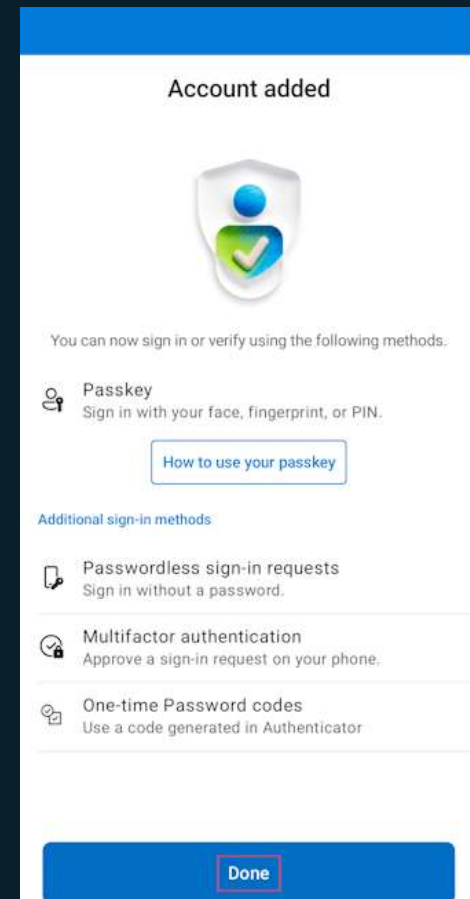 Account added
You can now sign in or verify using the following methods.
Passkey
Sign in with your face, fingerprint, or PIN.
How to use your passkey
Additional sign-in methods
Passwordless sign-in requests
Sign in without a password.
Multifactor authentication
Approve a sign-in request on your phone.
One-time Password codes
Use a code generated in Authenticator
Done